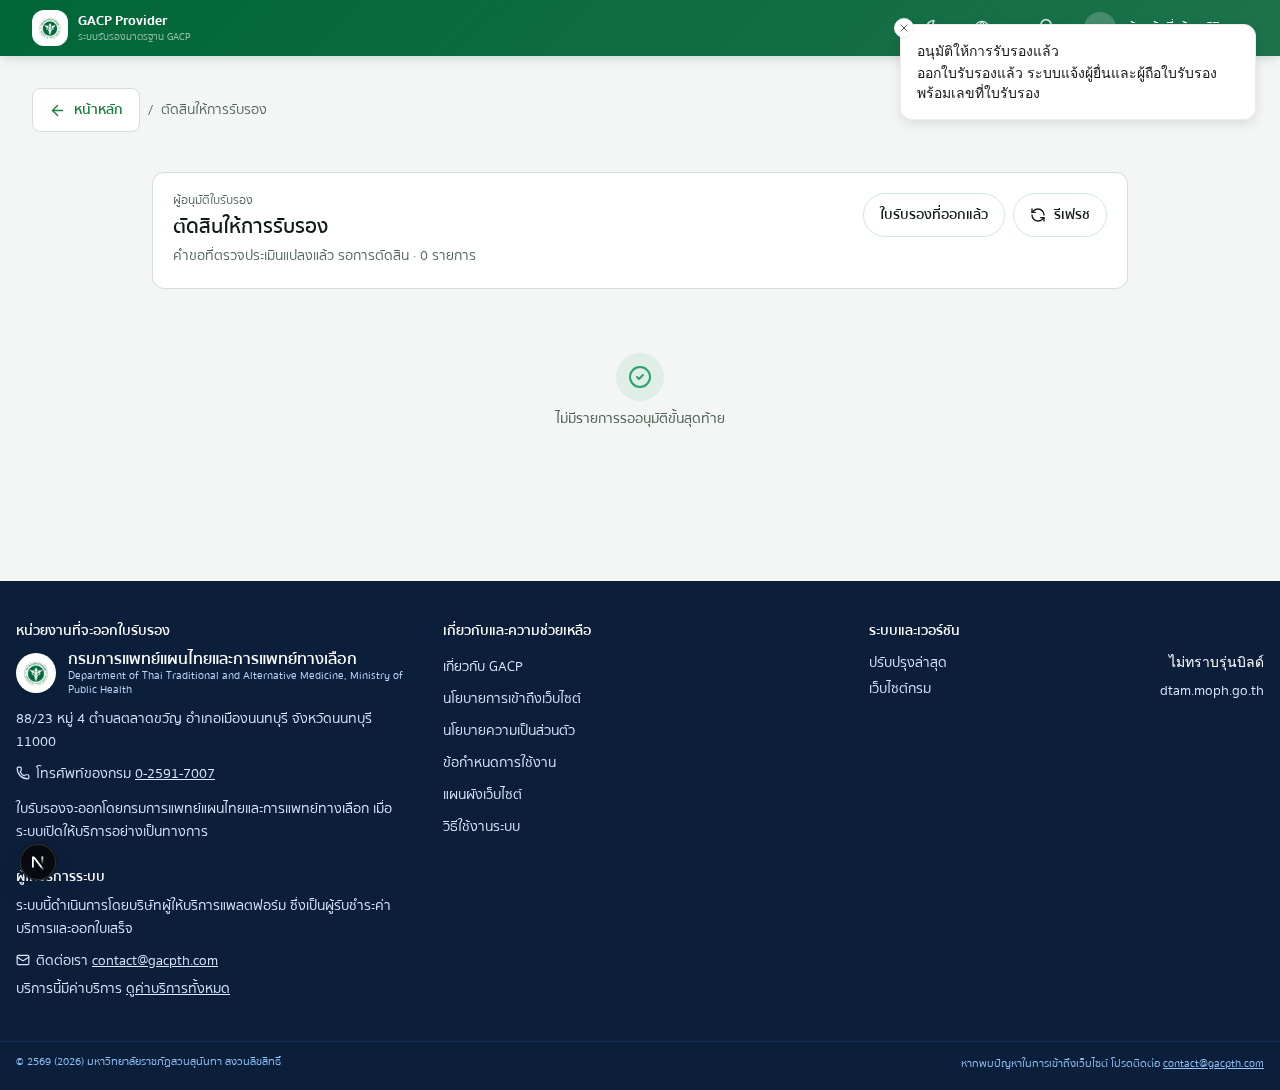 GACP Provider
ระบบรับรองมาตรฐาน GACP
อนุมัติให้การรับรองแล้ว
ออกใบรับรองแล้ว ระบบแจ้งผู้ยื่นและผู้ถือใบรับรอง
พร้อมเลขที่ใบรับรอง
หน้าหลัก / ตัดสินให้การรับรอง
ผู้อนุมัติใบรับรอง
ตัดสินให้การรับรอง
คำขอที่ตรวจประเมินแปลงแล้ว รอการตัดสิน · 0 รายการ
ใบรับรองที่ออกแล้ว
รีเฟรช
ไม่มีรายการรออนุมัติขั้นสุดท้าย
หน่วยงานที่จะออกใบรับรอง
กรมการแพทย์แผนไทยและการแพทย์ทางเลือก
Department of Thai Traditional and Alternative Medicine, Ministry of
Public Health
88/23 หมู่ 4 ตำบลตลาดขวัญ อำเภอเมืองนนทบุรี จังหวัดนนทบุรี
11000
โทรศัพท์ของกรม 0-2591-7007
ใบรับรองจะออกโดยกรมการแพทย์แผนไทยและการแพทย์ทางเลือก เมื่อ
ระบบเปิดให้บริการอย่างเป็นทางการ
ระบบนี้ดำเนินการโดยบริษัทผู้ให้บริการแพลตฟอร์ม ซึ่งเป็นผู้รับชำระค่า
บริการและออกใบเสร็จ
ติดต่อเรา contact@gacpth.com
บริการนี้มีค่าบริการ ดูค่าบริการทั้งหมด
เกี่ยวกับและความช่วยเหลือ
เกี่ยวกับ GACP
นโยบายการเข้าถึงเว็บไซต์
นโยบายความเป็นส่วนตัว
ข้อกำหนดการใช้งาน
แผนผังเว็บไซต์
วิธีใช้งานระบบ
ระบบและเวอร์ชัน
ปรับปรุงล่าสุด ไม่ทราบรุ่นบิลด์
เว็บไซต์กรม dtam.moph.go.th
© 2569 (2026) มหาวิทยาลัยราชภัฏสวนสุนันทา สงวนลิขสิทธิ์
หากพบปัญหาในการเข้าถึงเว็บไซต์ โปรดติดต่อ contact@gacpth.com